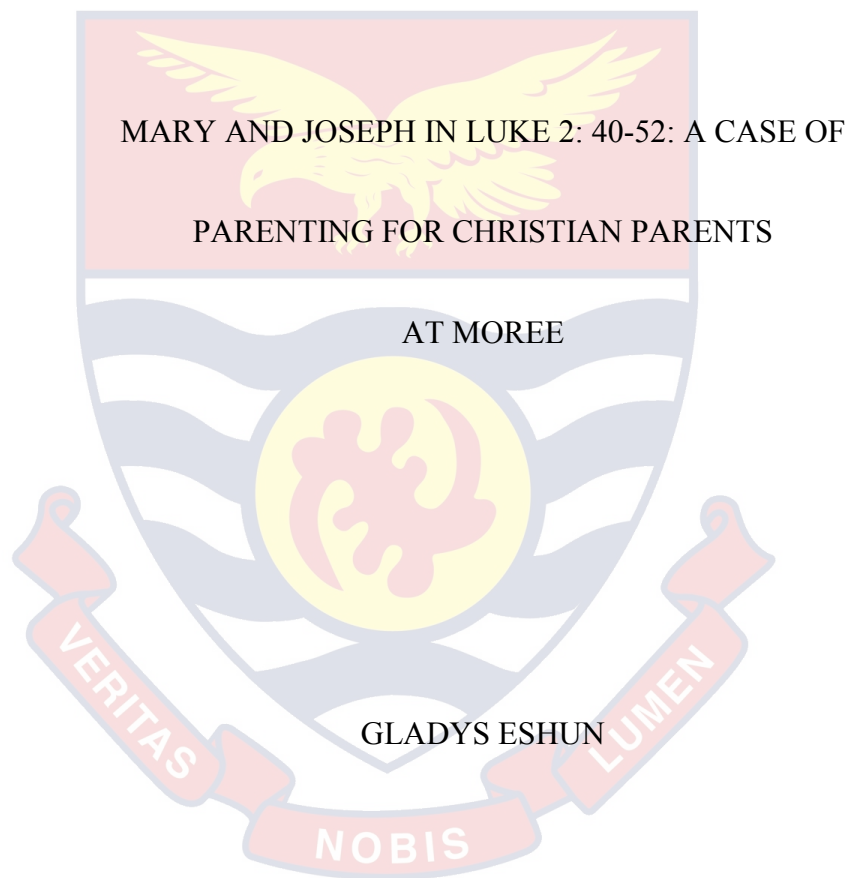 MARY AND JOSEPH IN LUKE 2: 40-52: A CASE OF
PARENTING FOR CHRISTIAN PARENTS
AT MOREE
GLADYS ESHUN
VERITAS
NOBIS
LUMEN